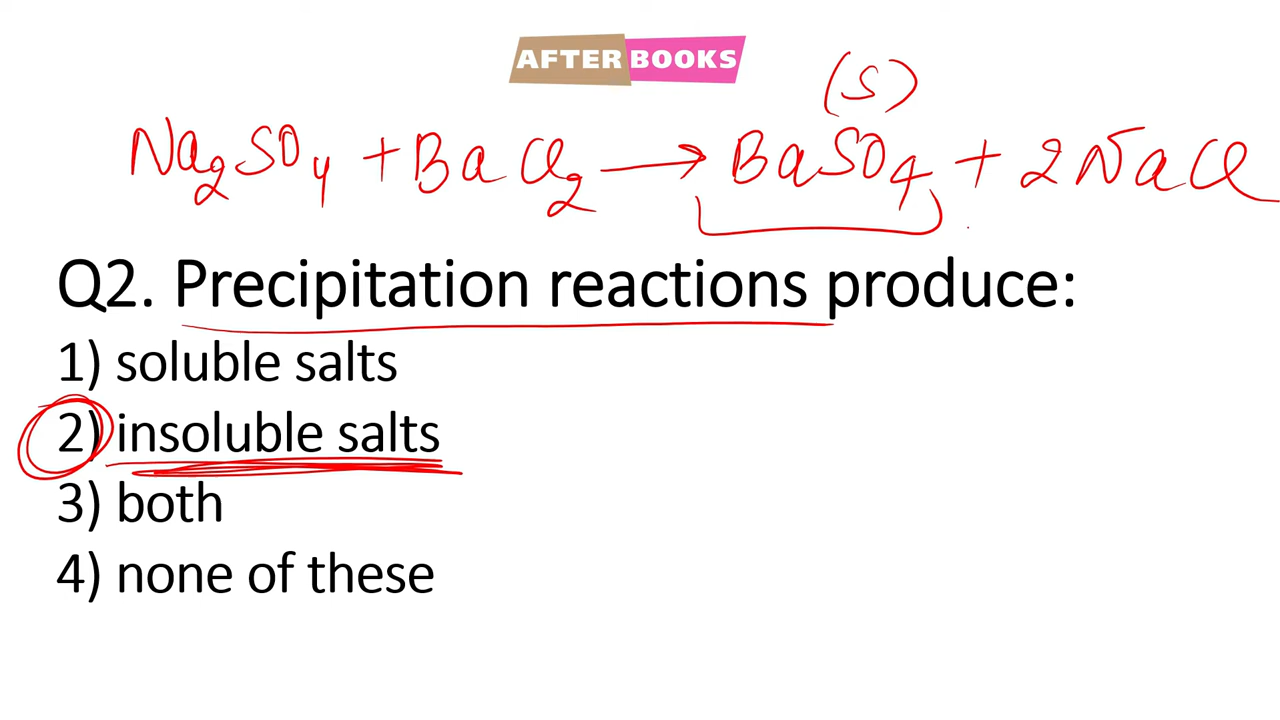 AFTER BOOKS
(S)
Na₂SO₄ + BaCl₂ → BaSO₄ + 2NaCl
Q2. Precipitation reactions produce:
1) soluble salts
2) insoluble salts
3) both
4) none of these